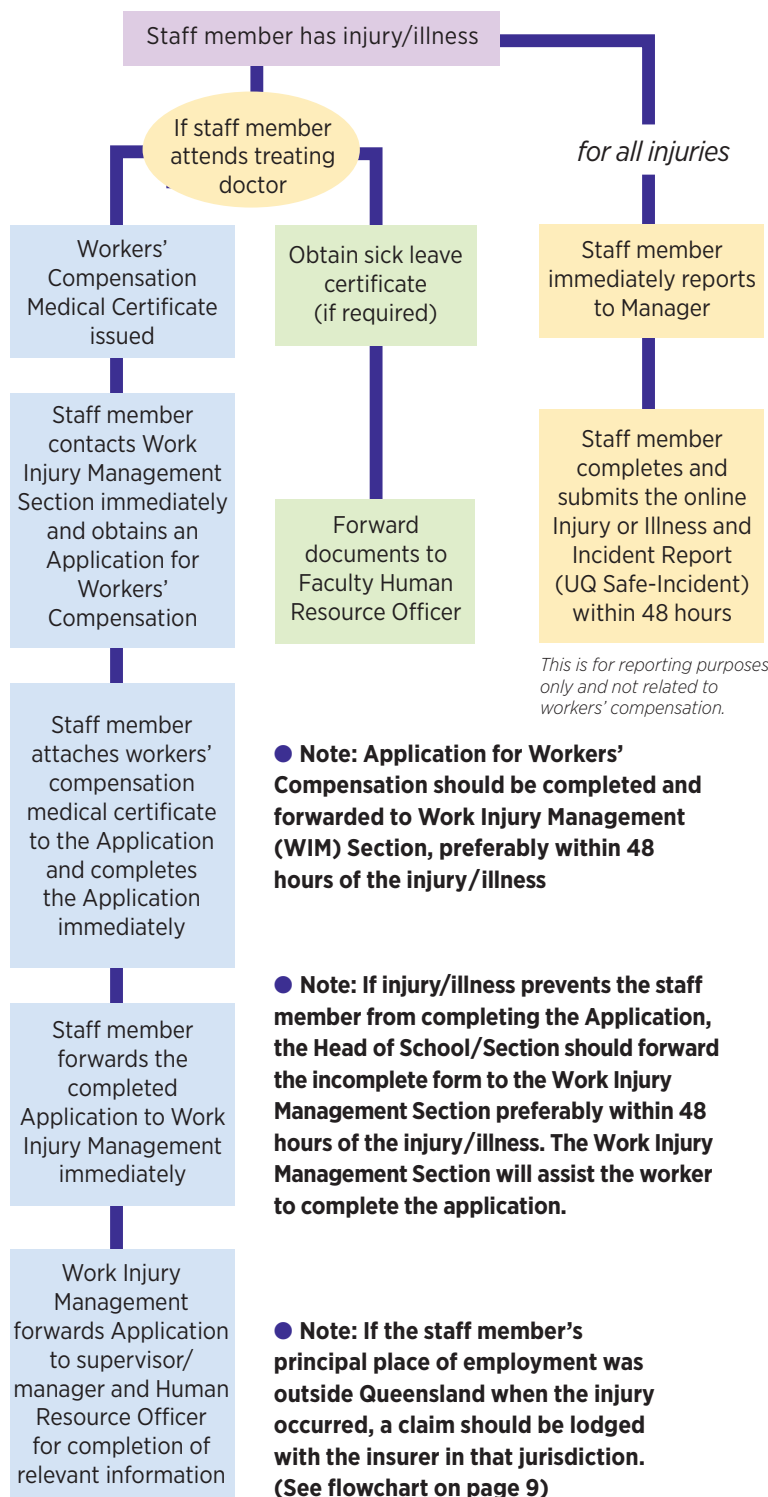 Staff member has injury/illness
If staff member
attends treating
doctor
for all injuries
Workers’
Compensation
Medical Certificate
issued
Obtain sick leave
certificate
(if required)
Staff member
immediately reports
to Manager
Staff member
contacts Work
Injury Management
Section immediately
and obtains an
Application for
Workers’
Compensation
Forward
documents to
Faculty Human
Resource Officer
Staff member
completes and
submits the online
Injury or Illness and
Incident Report
(UQ Safe-Incident)
within 48 hours
This is for reporting purposes
only and not related to
workers’ compensation.
Staff member
attaches workers’
compensation
medical certificate
to the Application
and completes
the Application
immediately
● Note: Application for Workers’
Compensation should be completed and
forwarded to Work Injury Management
(WIM) Section, preferably within 48
hours of the injury/illness
Staff member
forwards the
completed
Application to Work
Injury Management
immediately
● Note: If injury/illness prevents the staff
member from completing the Application,
the Head of School/Section should forward
the incomplete form to the Work Injury
Management Section preferably within 48
hours of the injury/illness. The Work Injury
Management Section will assist the worker
to complete the application.
Work Injury
Management
forwards Application
to supervisor/
manager and Human
Resource Officer
for completion of
relevant information
● Note: If the staff member’s
principal place of employment was
outside Queensland when the injury
occurred, a claim should be lodged
with the insurer in that jurisdiction.
(See flowchart on page 9)